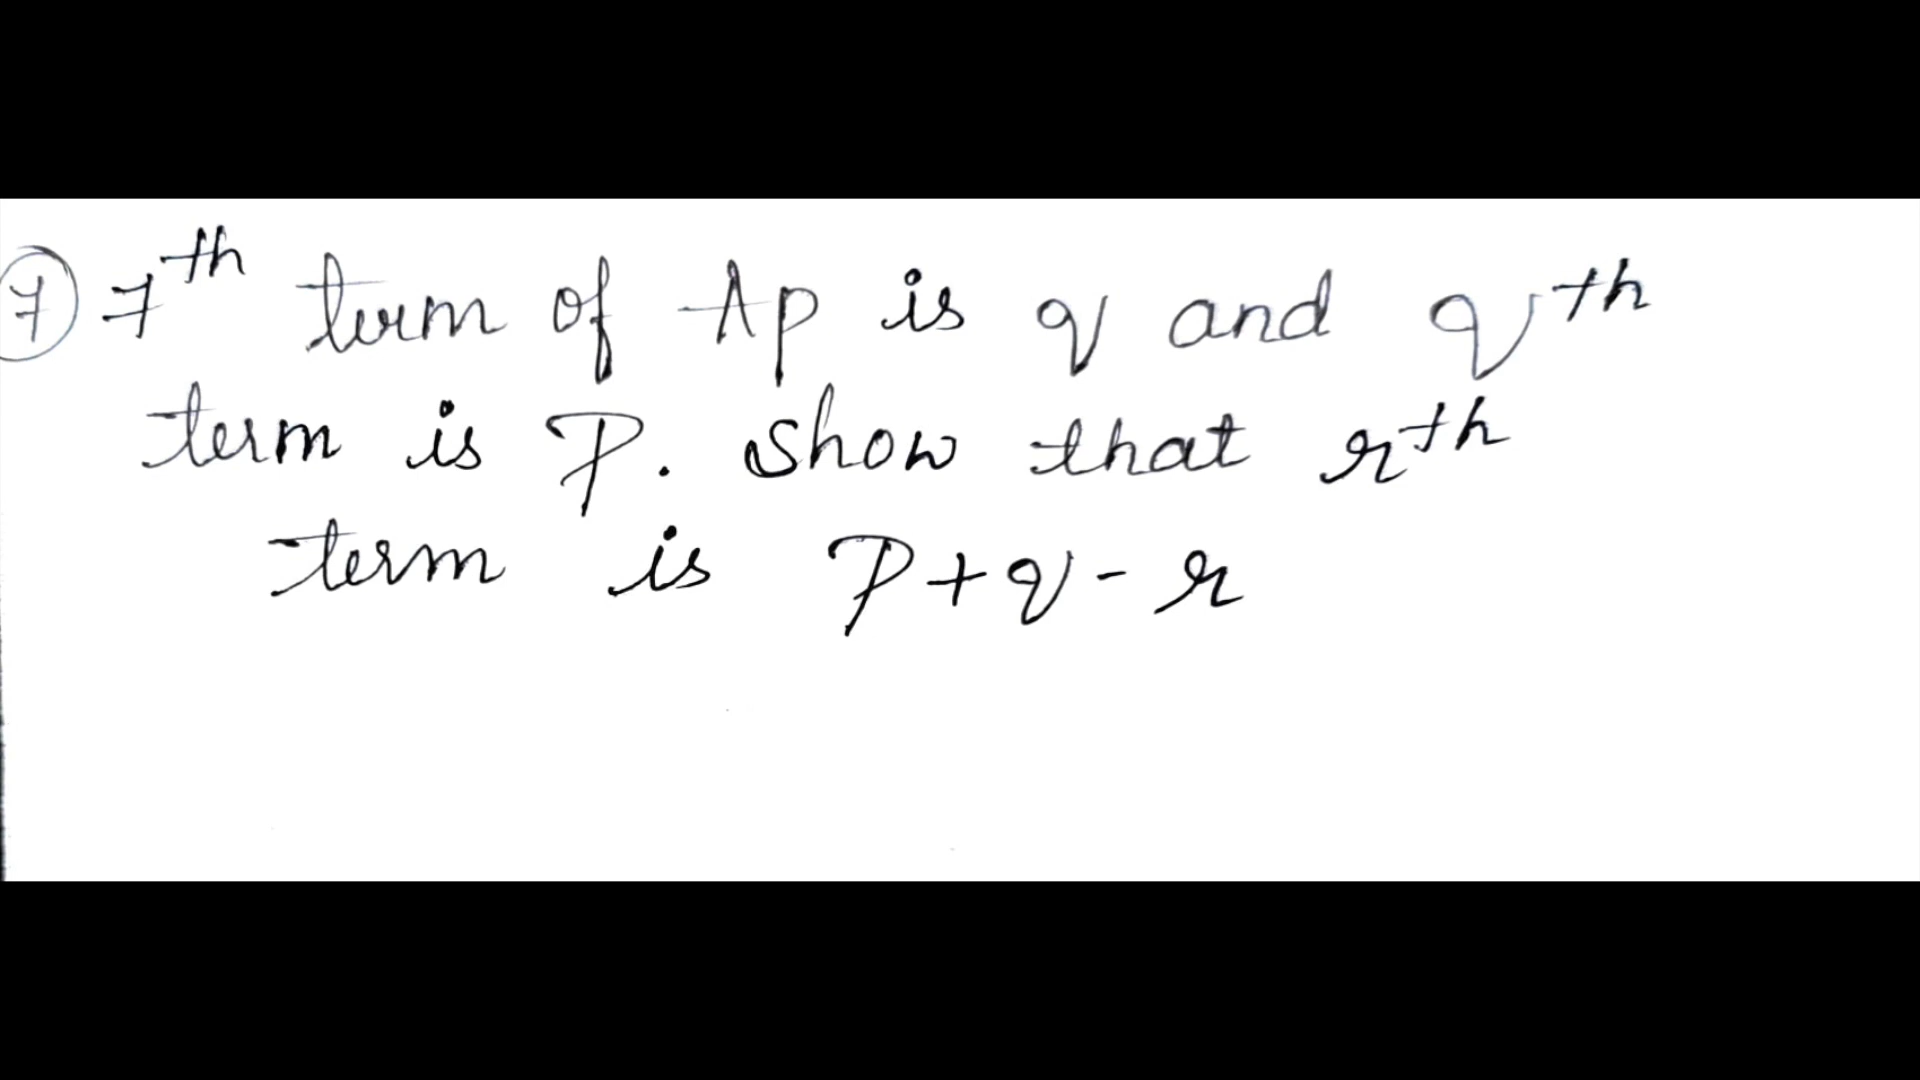 ⑦ 7th term of Ap is q and qth
term is P. Show that rth
term is P+q-r